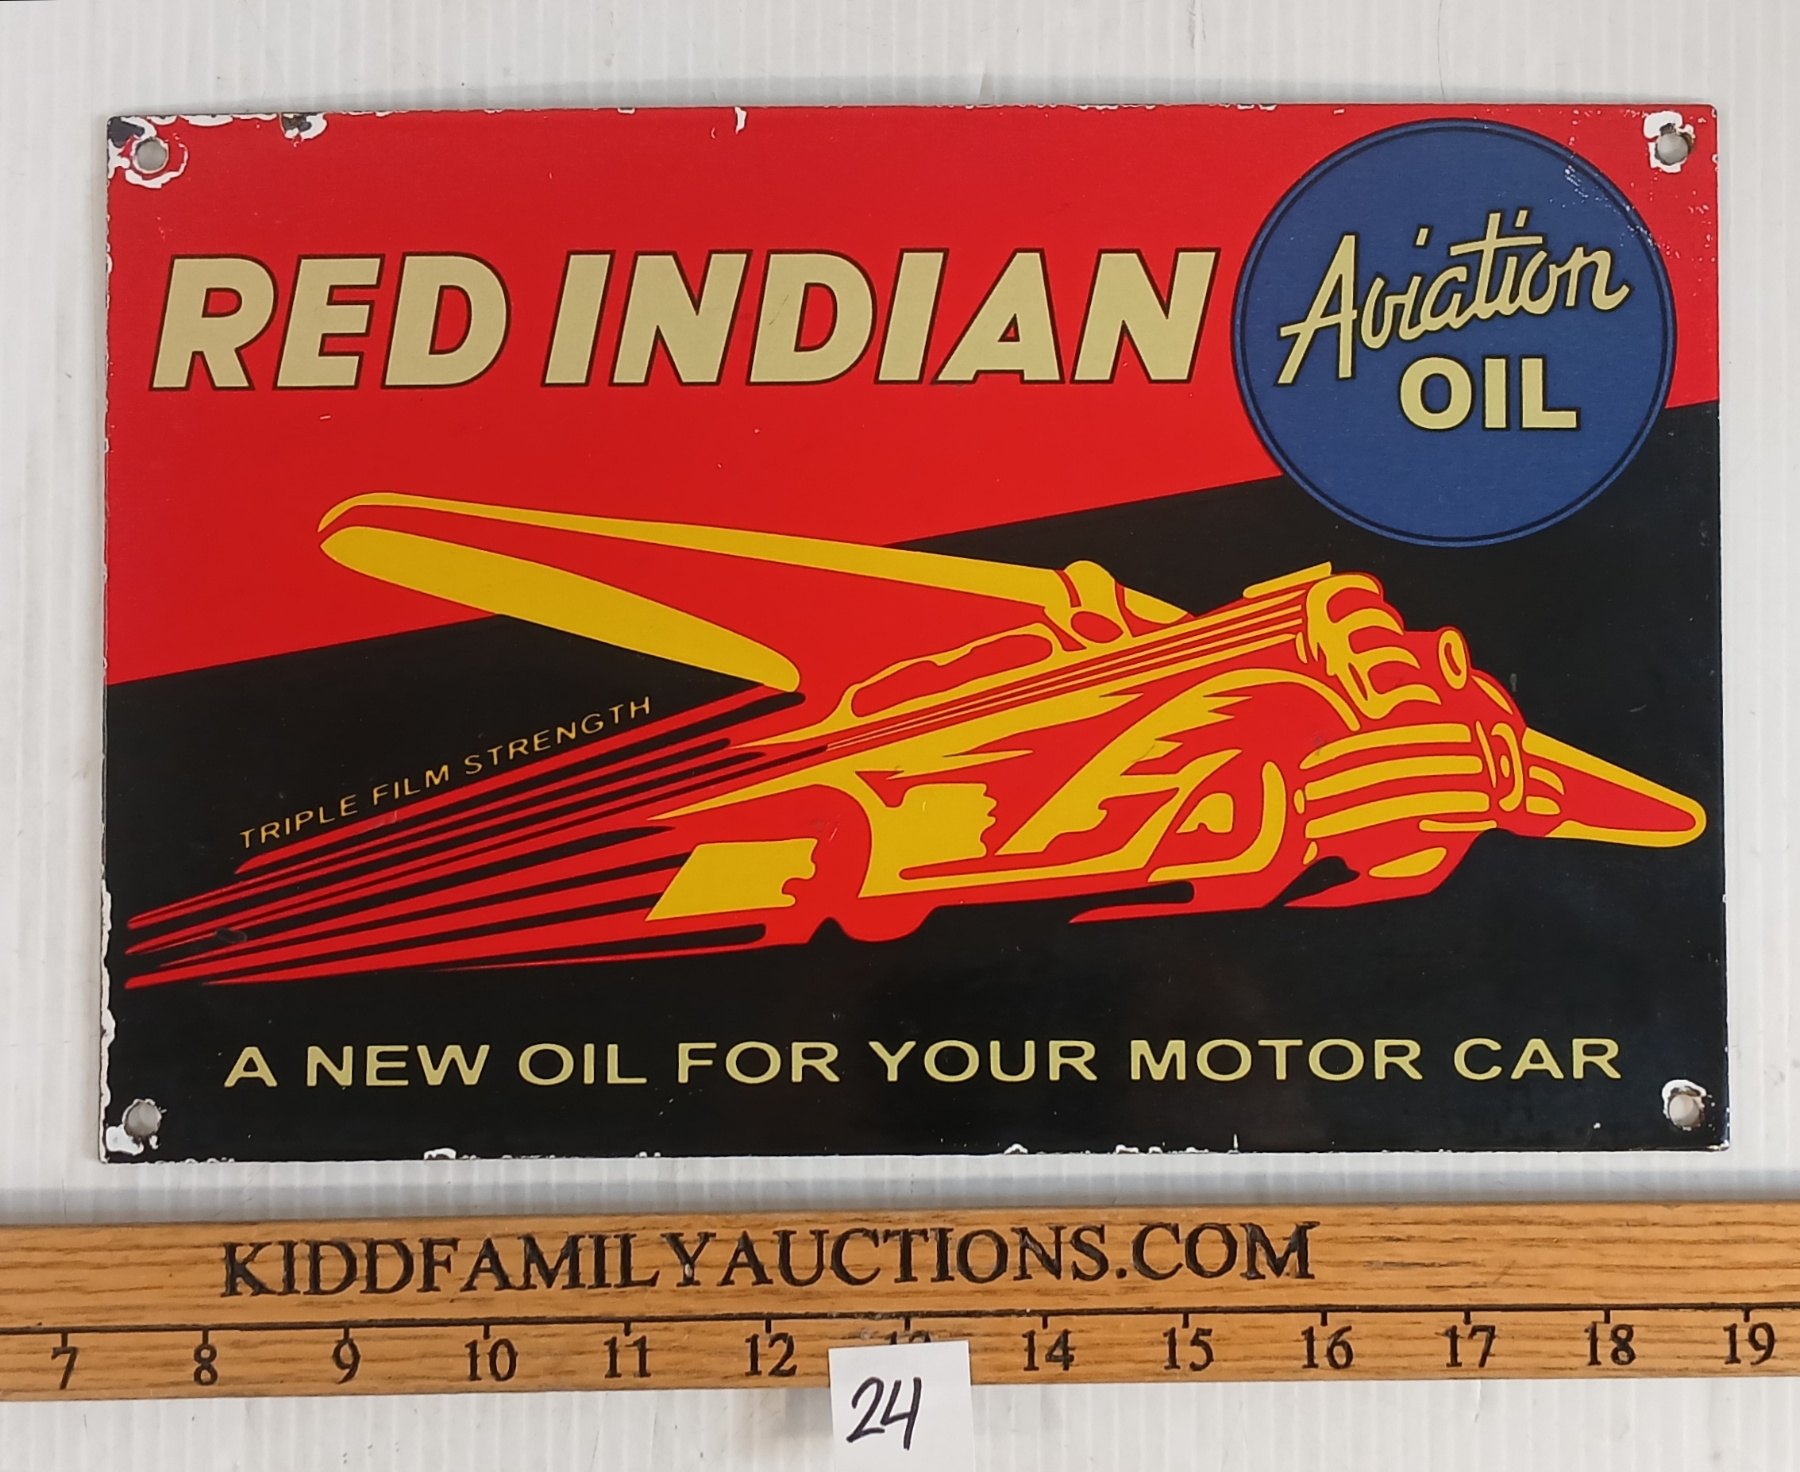 RED INDIAN
Aviation
OIL
TRIPLE FILM STRENGTH
A NEW OIL FOR YOUR MOTOR CAR
KIDDFAMILYAUCTIONS.COM
7 8 9 10 11 12 14 15 16 17 18 19
24